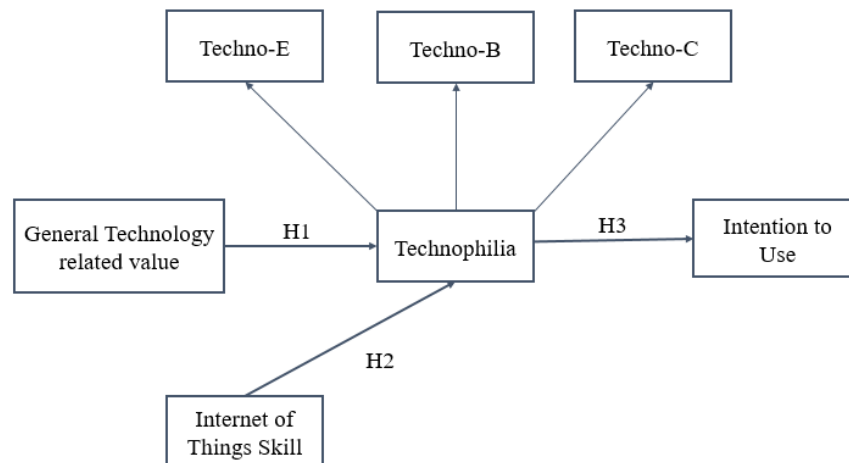 Techno-E
Techno-B
Techno-C
General Technology
related value
H1
Technophilia
H3
Intention to
Use
H2
Internet of
Things Skill